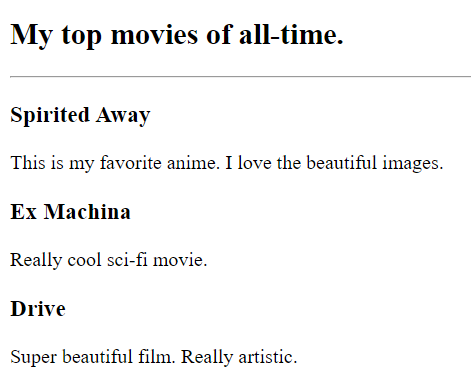 My top movies of all-time.
Spirited Away
This is my favorite anime. I love the beautiful images.
Ex Machina
Really cool sci-fi movie.
Drive
Super beautiful film. Really artistic.